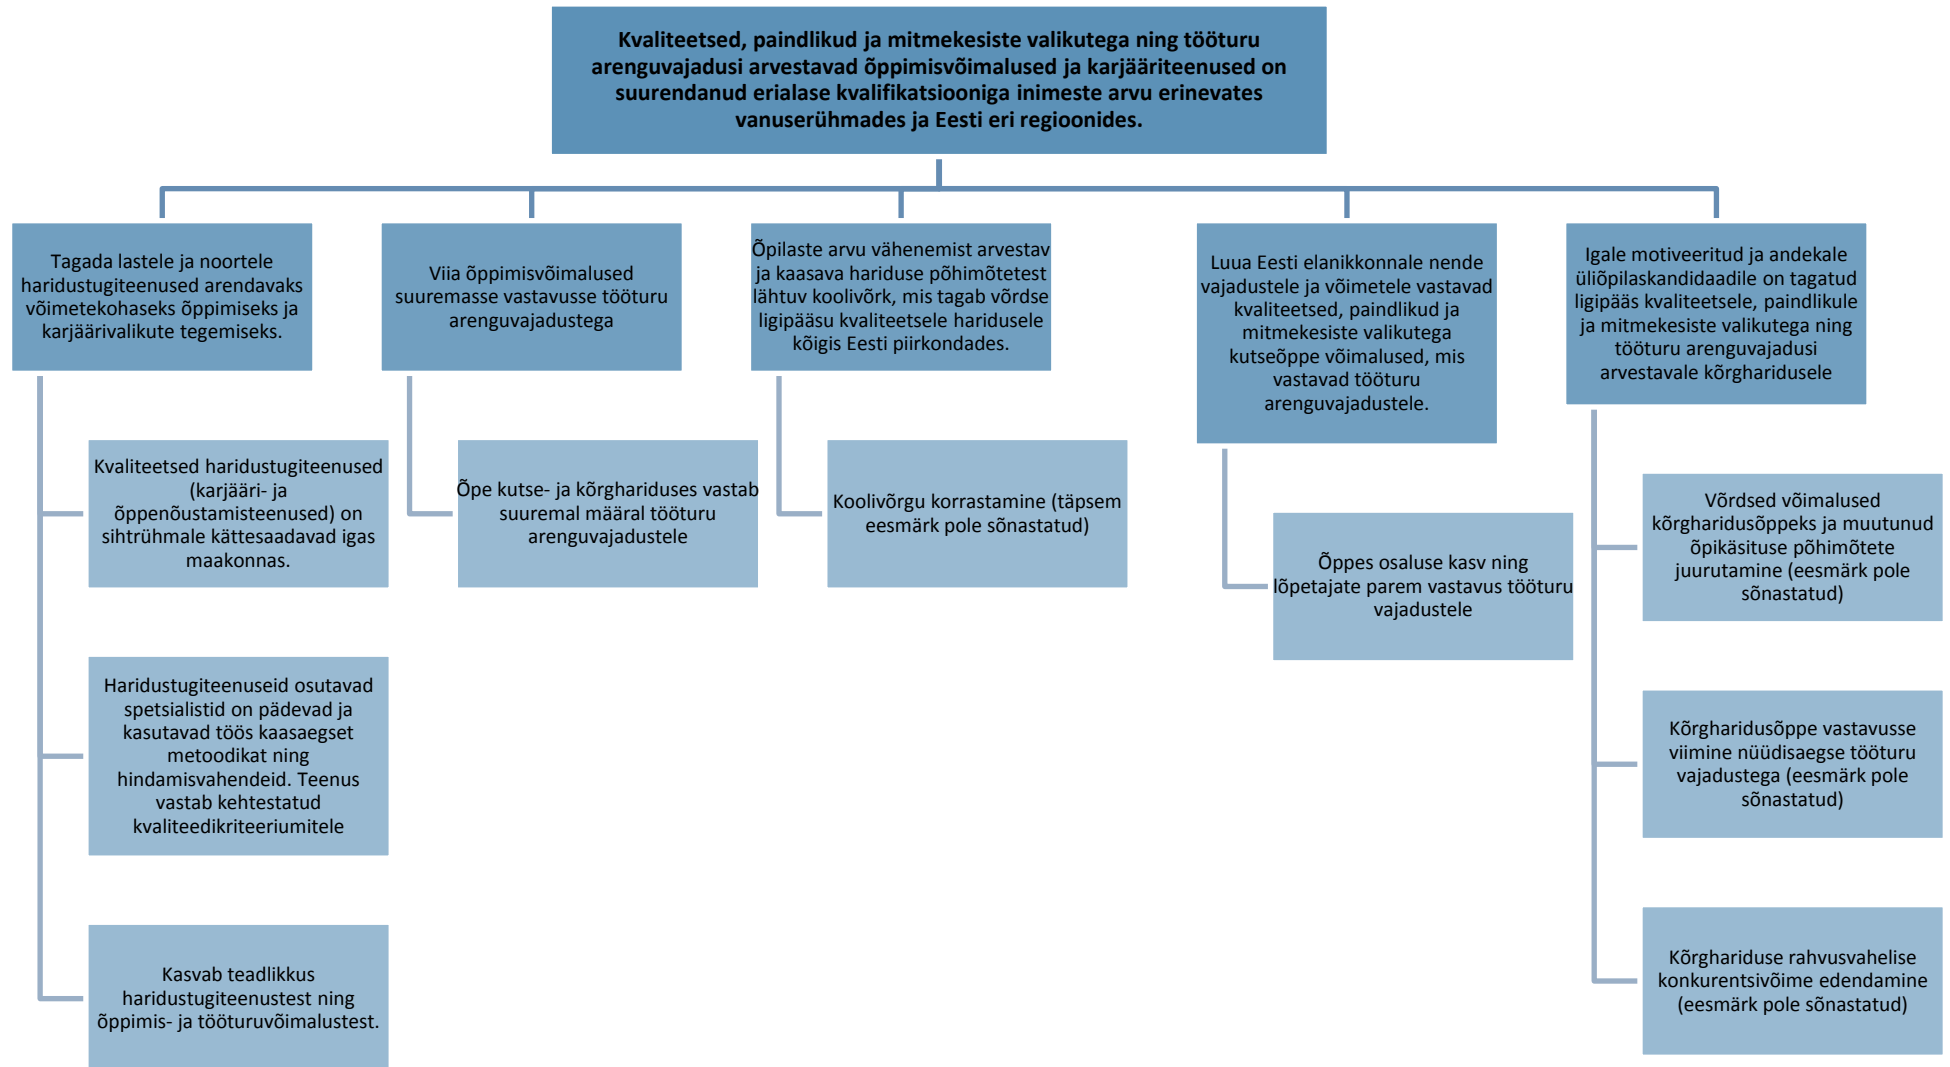 Kvaliteetsed, paindlikud ja mitmekesiste valikutega ning tööturu
arenguvajadusi arvestavad õppimisvõimalused ja karjääriteenused on
suurendanud erialase kvalifikatsiooniga inimeste arvu erinevates
vanuserühmades ja Eesti eri regioonides.
Tagada lastele ja noortele
haridustugiteenused arendavaks
võimetekohaseks õppimiseks ja
karjäärivalikute tegemiseks.
Kvaliteetsed haridustugiteenused
(karjääri- ja
õppenõustamisteenused) on
sihtrühmale kättesaadavad igas
maakonnas.
Haridustugiteenuseid osutavad
spetsialistid on pädevad ja
kasutavad töös kaasaegset
metoodikat ning
hindamisvahendeid. Teenus
vastab kehtestatud
kvaliteedikriteeriumitele
Kasvab teadlikkus
haridustugiteenustest ning
õppimis- ja tööturuvõimalustest.
Viia õppimisvõimalused
suuremasse vastavusse tööturu
arenguvajadustega
Õpe kutse- ja kõrghariduses vastab
suuremal määral tööturu
arenguvajadustele
Õpilaste arvu vähenemist arvestav
ja kaasava hariduse põhimõtetest
lähtuv koolivõrk, mis tagab võrdse
ligipääsu kvaliteetsele haridusele
kõigis Eesti piirkondades.
Koolivõrgu korrastamine (täpsem
eesmärk pole sõnastatud)
Luua Eesti elanikkonnale nende
vajadustele ja võimetele vastavad
kvaliteetsed, paindlikud ja
mitmekesiste valikutega
kutseõppe võimalused, mis
vastavad tööturu
arenguvajadustele.
Õppes osaluse kasv ning
lõpetajate parem vastavus tööturu
vajadustele
Igale motiveeritud ja andekale
üliõpilaskandidaadile on tagatud
ligipääs kvaliteetsele, paindlikule
ja mitmekesiste valikutega ning
tööturu arenguvajadusi
arvestavale kõrgharidusele
Võrdsed võimalused
kõrgharidusõppeks ja muutunud
õpikäsituse põhimõtete
juurutamine (eesmärk pole
sõnastatud)
Kõrgharidusõppe vastavusse
viimine nüüdisaegse tööturu
vajadustega (eesmärk pole
sõnastatud)
Kõrghariduse rahvusvahelise
konkurentsivõime edendamine
(eesmärk pole sõnastatud)